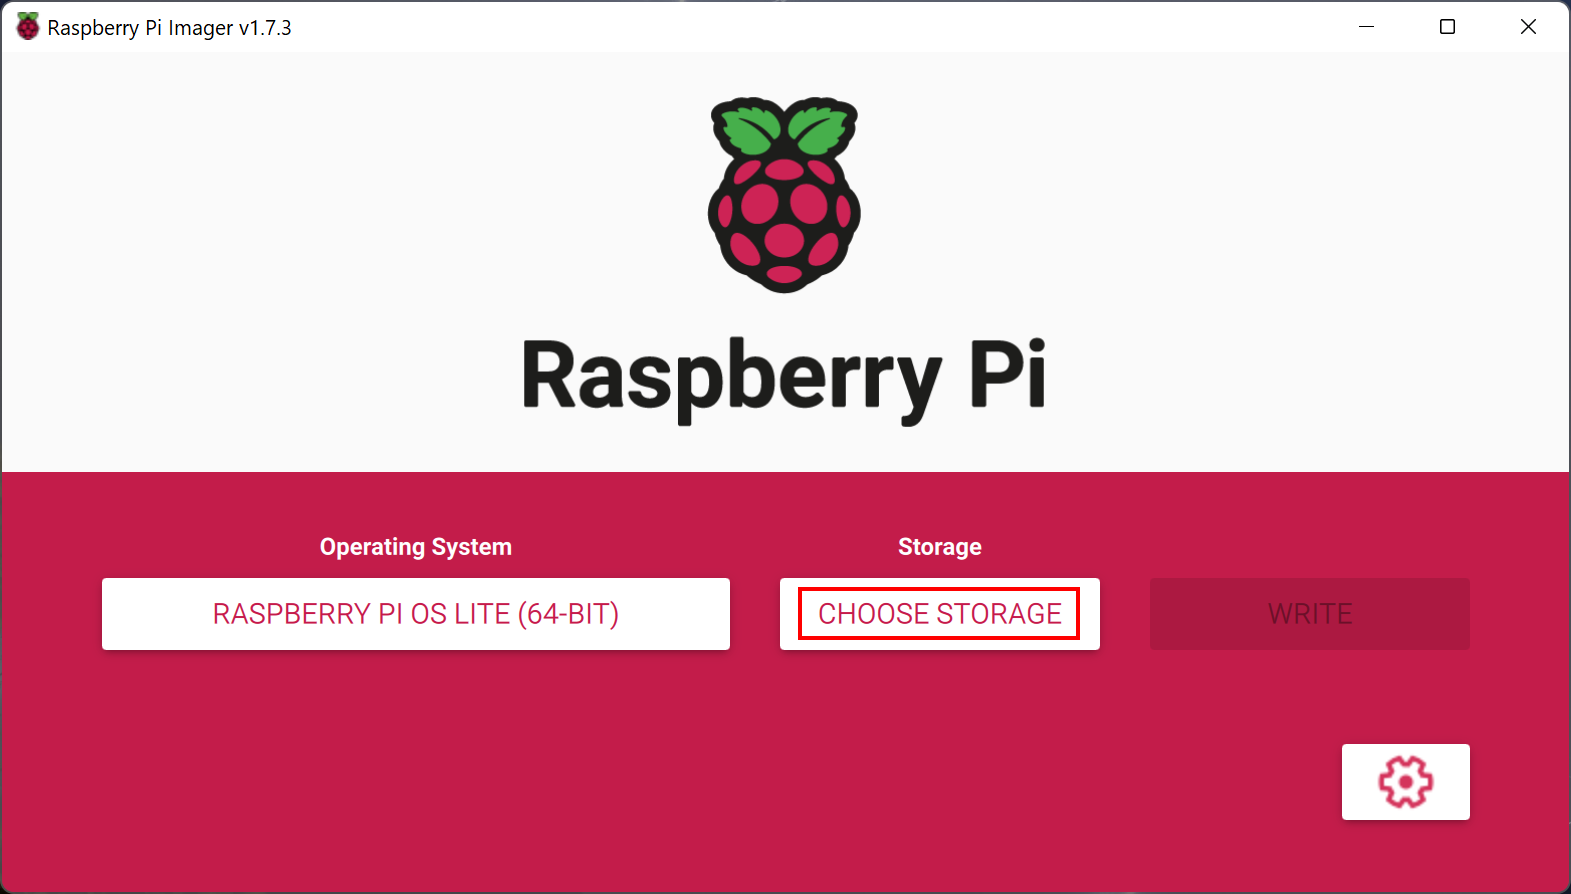 Raspberry Pi Imager v1.7.3
Raspberry Pi
Operating System
Storage
RASPBERRY PI OS LITE (64-BIT)
CHOOSE STORAGE
WRITE